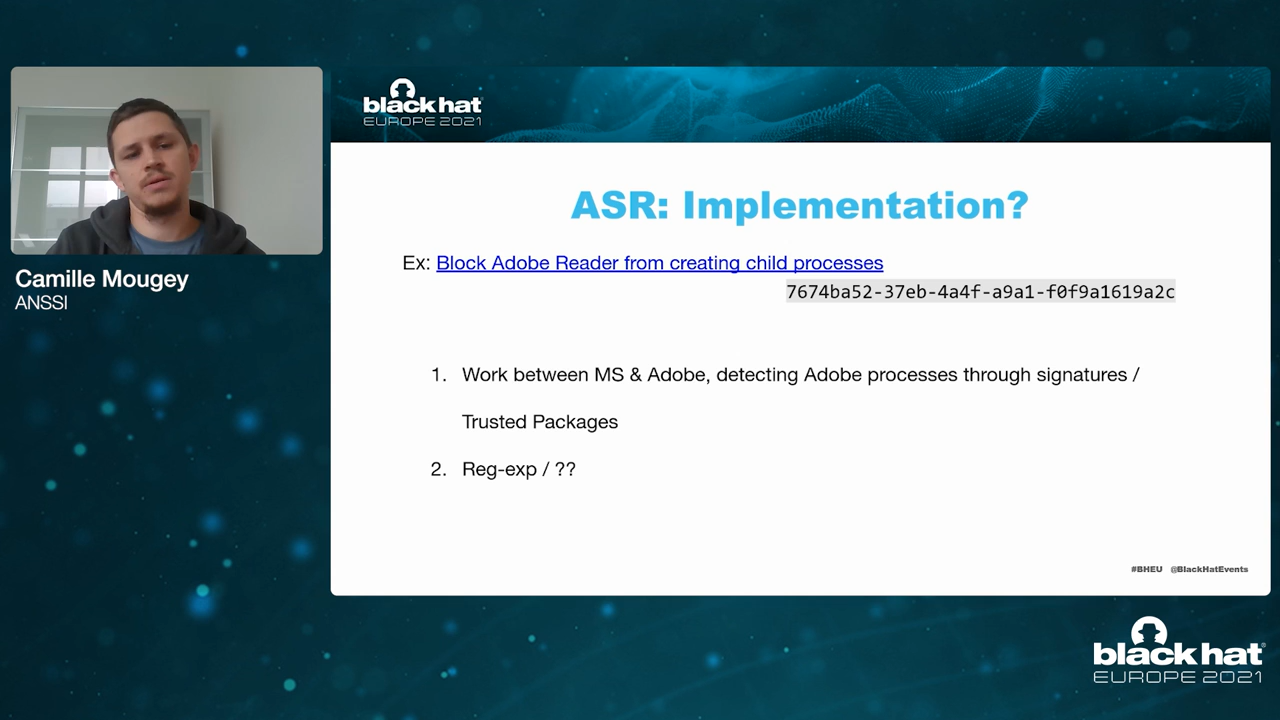 black hat
EUROPE 2021
ASR: Implementation?
Ex: Block Adobe Reader from creating child processes
7674ba52-37eb-4a4f-a9a1-f0f9a1619a2c
Camille Mougey
ANSSI
1. Work between MS & Adobe, detecting Adobe processes through signatures /
Trusted Packages
2. Reg-exp / ??
#BHEU @BlackHatEvents
black hat
EUROPE 2021